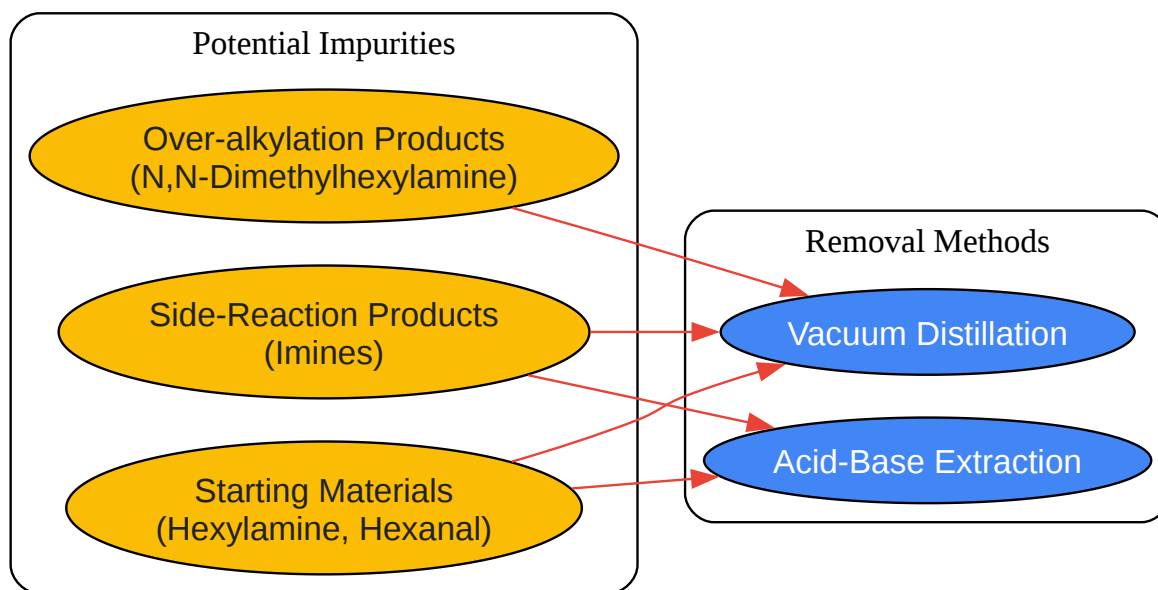 Potential Impurities
Over-alkylation Products
(N,N-Dimethylhexylamine)
Side-Reaction Products
(Imines)
Starting Materials
(Hexylamine, Hexanal)
Removal Methods
Vacuum Distillation
Acid-Base Extraction